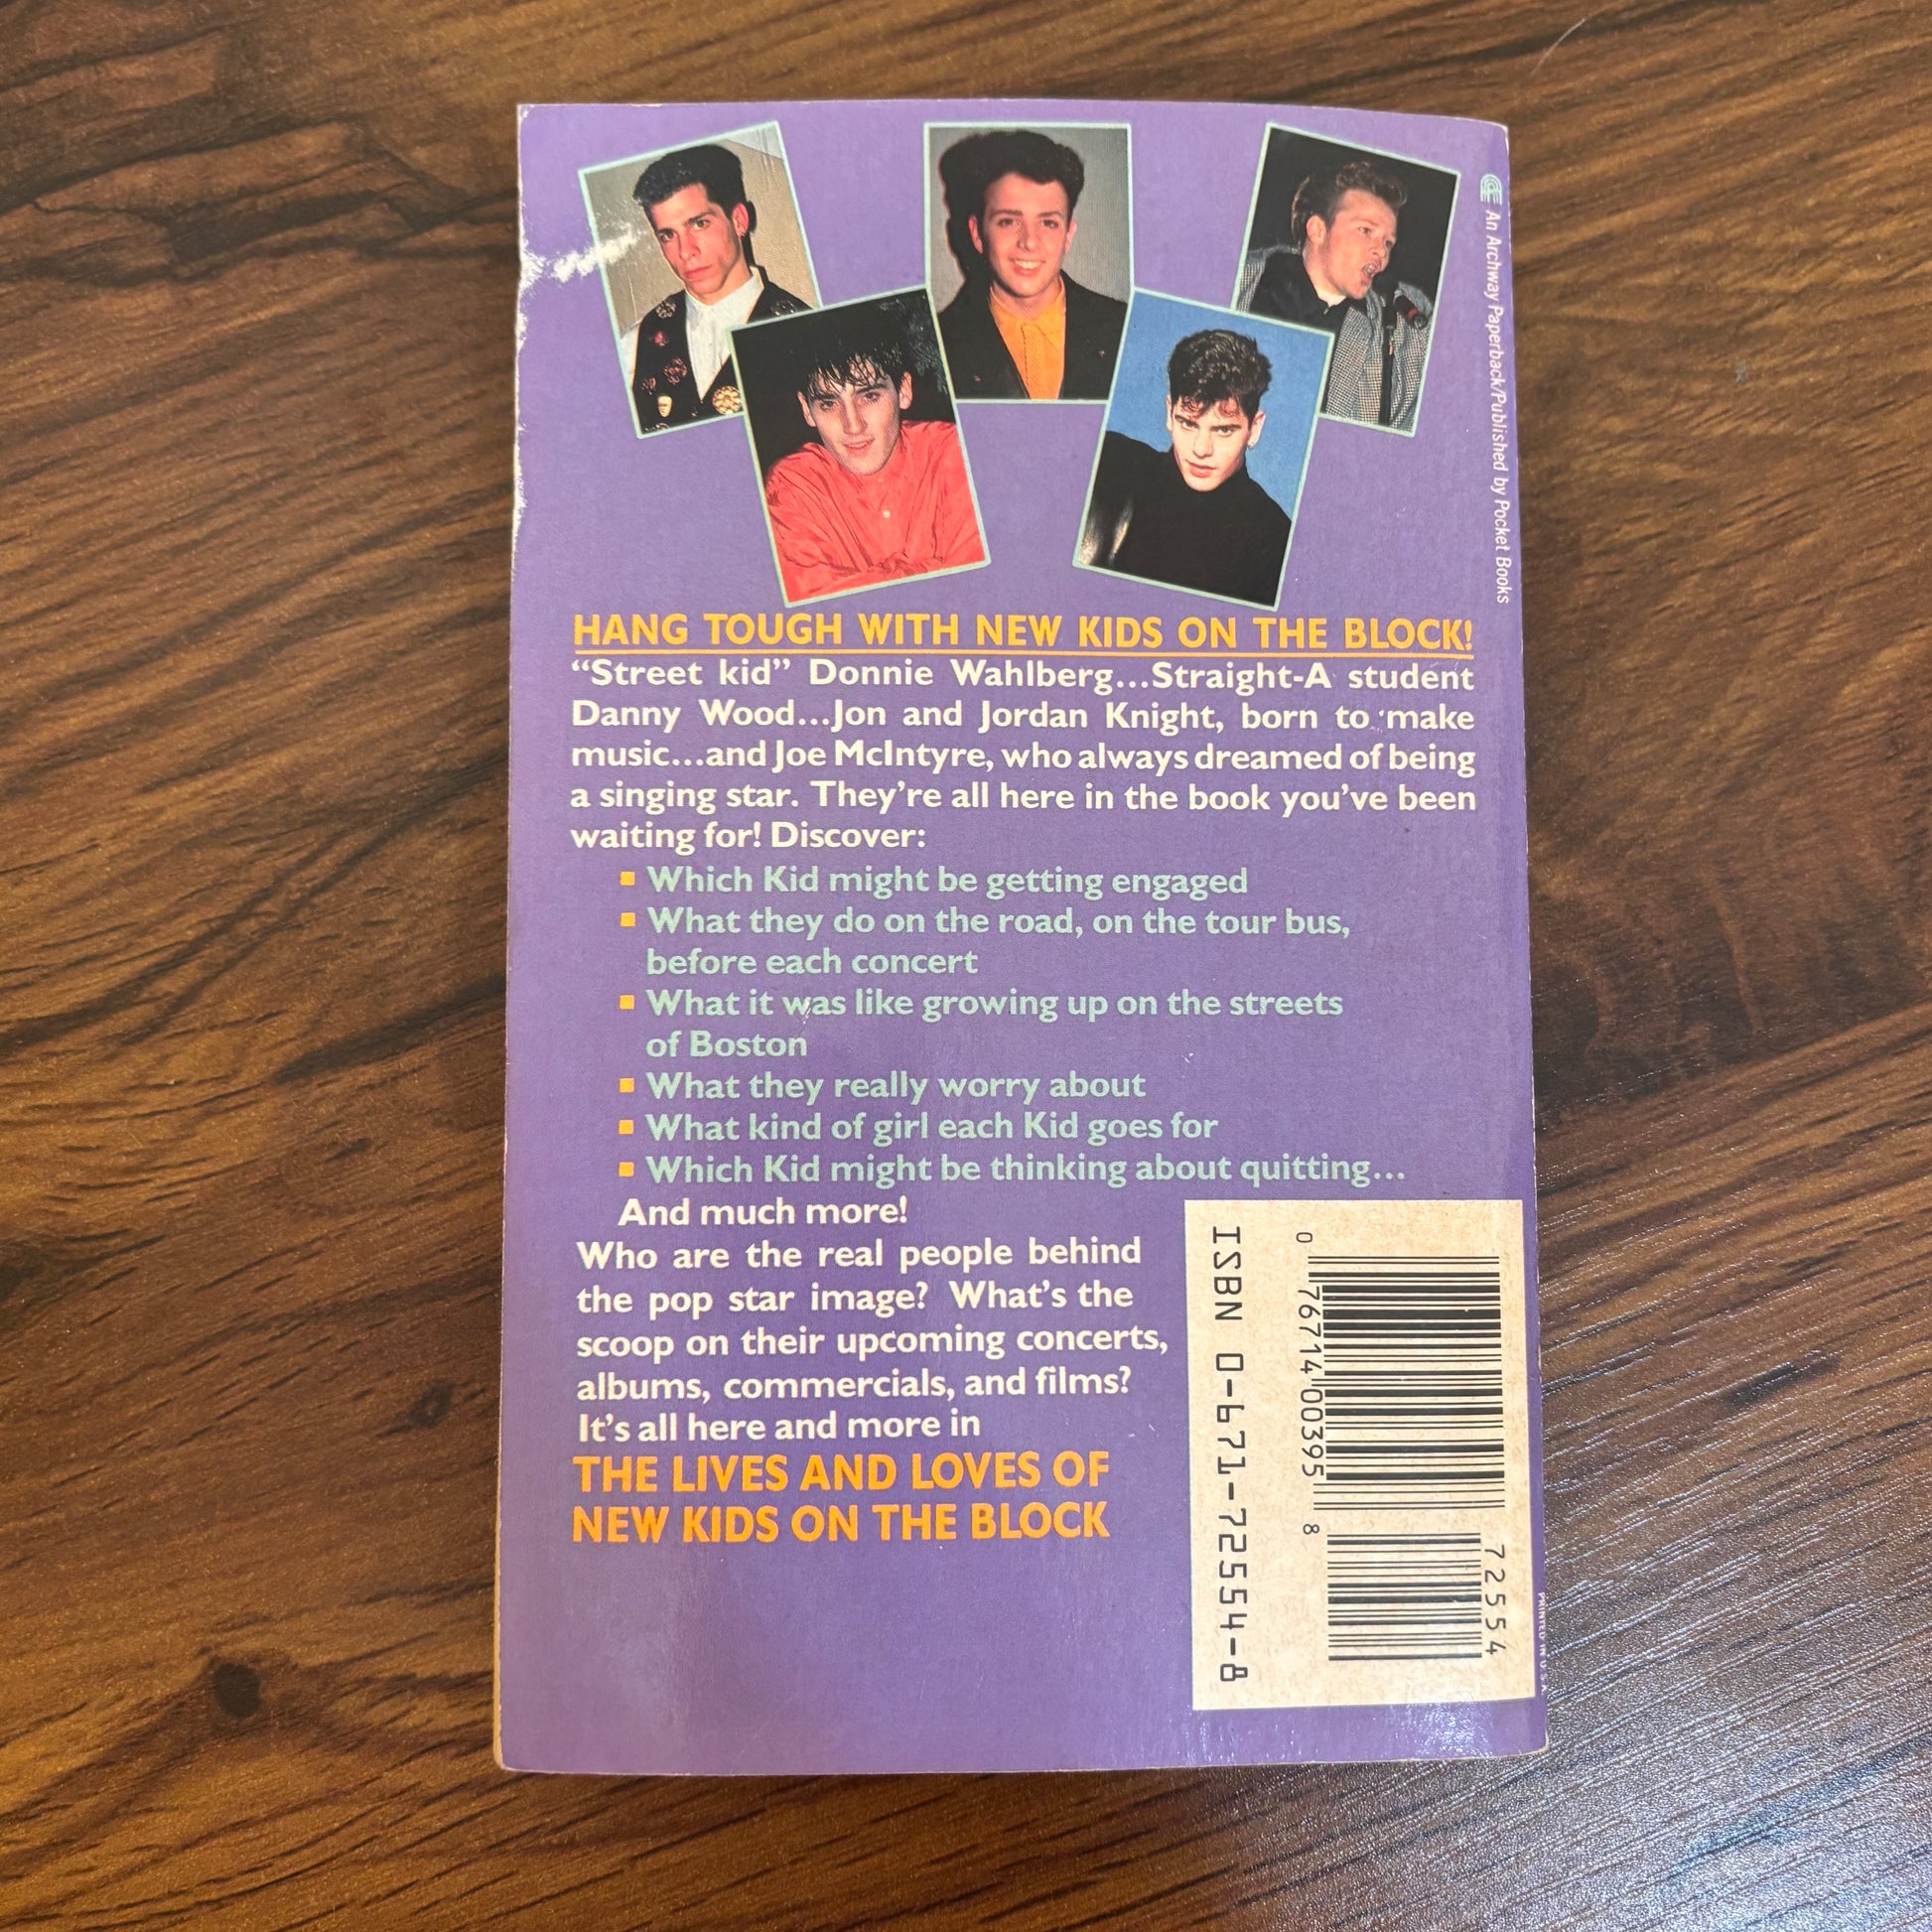 An Archway Paperback/Published by Pocket Books
HANG TOUGH WITH NEW KIDS ON THE BLOCK!
“Street kid” Donnie Wahlberg...Straight-A student
Danny Wood...Jon and Jordan Knight, born to make
music...and Joe McIntyre, who always dreamed of being
a singing star. They’re all here in the book you’ve been
waiting for! Discover:
▪ Which Kid might be getting engaged
▪ What they do on the road, on the tour bus,
before each concert
▪ What it was like growing up on the streets
of Boston
▪ What they really worry about
▪ What kind of girl each Kid goes for
▪ Which Kid might be thinking about quitting...
And much more!
Who are the real people behind
the pop star image? What’s the
scoop on their upcoming concerts,
albums, commercials, and films?
It’s all here and more in
THE LIVES AND LOVES OF
NEW KIDS ON THE BLOCK
ISBN 0-671-72554-8
0 76714 00395 8
72554
PRINTED IN U.S.A.